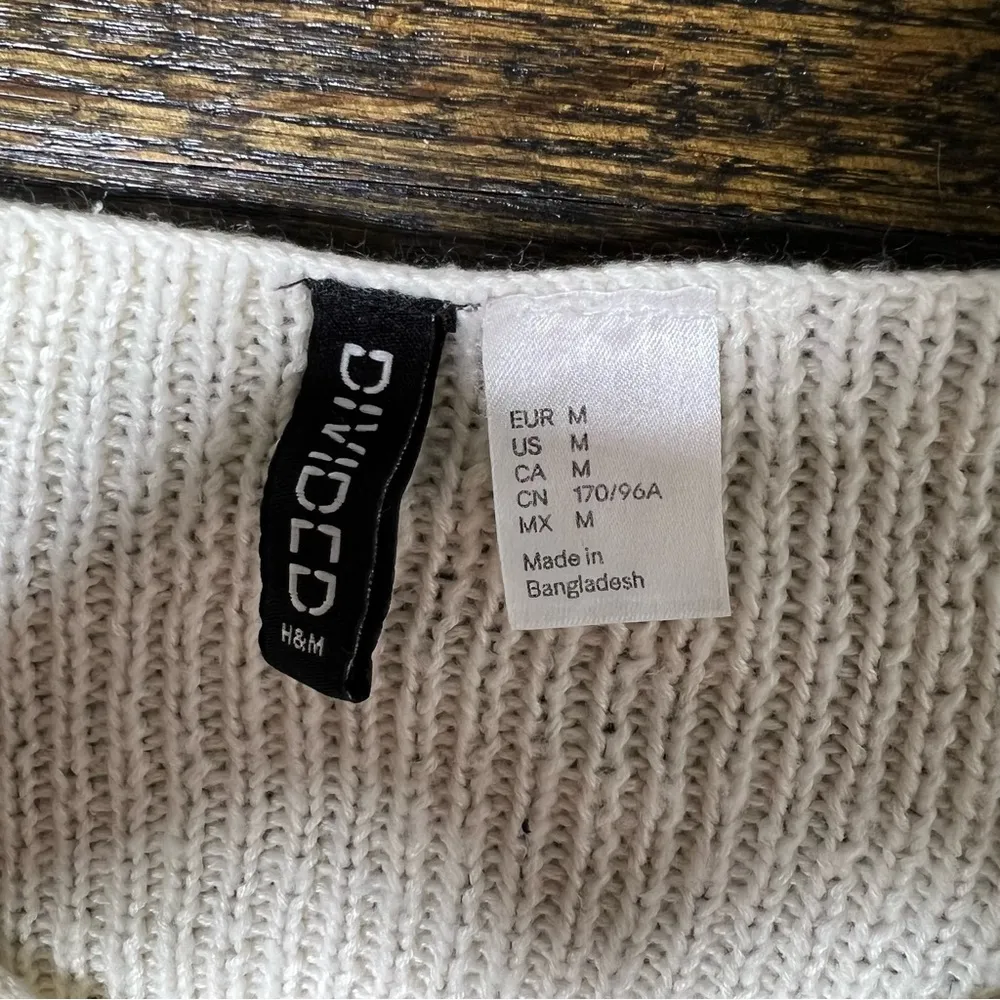 DIVIDED
H&M
EUR M
US M
CA M
CN 170/96A
MX M
Made in
Bangladesh